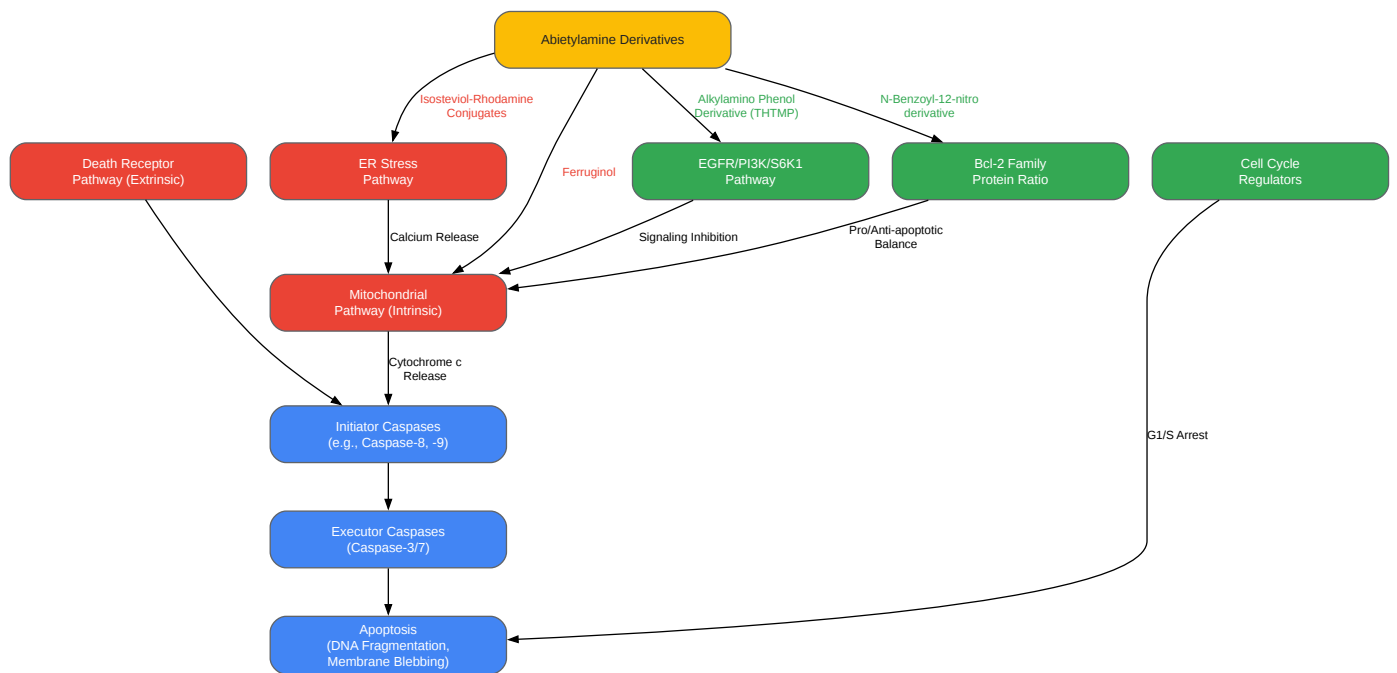 Abietylamine Derivatives
Isosteviol-Rhodamine
Conjugates
Alkylamino Phenol
Derivative (THTMP)
N-Benzoyl-12-nitro
derivative
Death Receptor
Pathway (Extrinsic)
ER Stress
Pathway
Ferruginol
EGFR/PI3K/S6K1
Pathway
Bcl-2 Family
Protein Ratio
Cell Cycle
Regulators
Calcium Release
Signaling Inhibition
Pro/Anti-apoptotic
Balance
Mitochondrial
Pathway (Intrinsic)
Cytochrome c
Release
Initiator Caspases
(e.g., Caspase-8, -9)
G1/S Arrest
Executor Caspases
(Caspase-3/7)
Apoptosis
(DNA Fragmentation,
Membrane Blebbing)